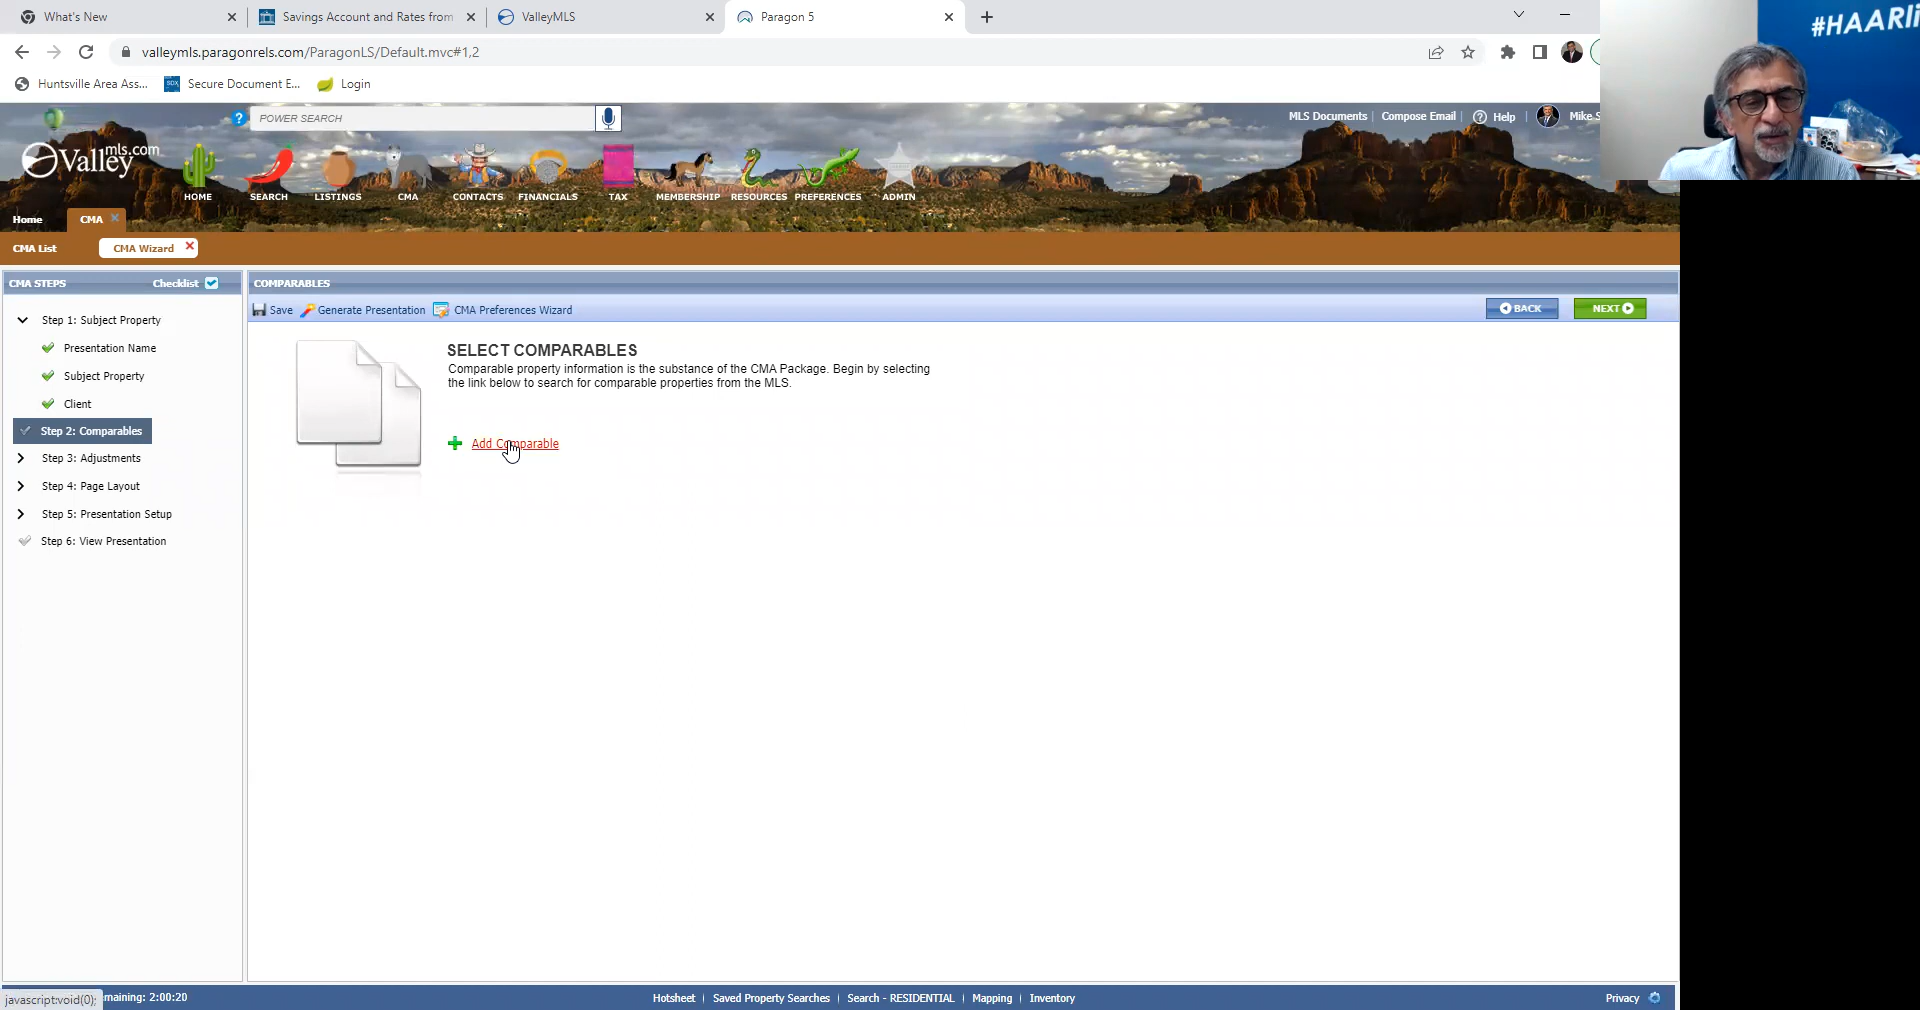 What's New
Savings Account and Rates from
ValleyMLS
Paragon 5
valleymls.paragonrels.com/ParagonLS/Default.mvc#1,2
Huntsville Area Ass...
Secure Document E...
Login
#HAARli
POWER SEARCH
MLS Documents
Compose Email
Help
Mike S
Valleymls.com
HOME
SEARCH
LISTINGS
CMA
CONTACTS
FINANCIALS
TAX
MEMBERSHIP
RESOURCES
PREFERENCES
ADMIN
Home
CMA
CMA List
CMA Wizard
CMA STEPS
Checklist
COMPARABLES
Save
Generate Presentation
CMA Preferences Wizard
BACK
NEXT
Step 1: Subject Property
Presentation Name
Subject Property
Client
Step 2: Comparables
Step 3: Adjustments
Step 4: Page Layout
Step 5: Presentation Setup
Step 6: View Presentation
SELECT COMPARABLES
Comparable property information is the substance of the CMA Package. Begin by selecting
the link below to search for comparable properties from the MLS.
Add Comparable
javascript:void(0);
maining: 2:00:20
Hotsheet | Saved Property Searches | Search - RESIDENTIAL | Mapping | Inventory
Privacy